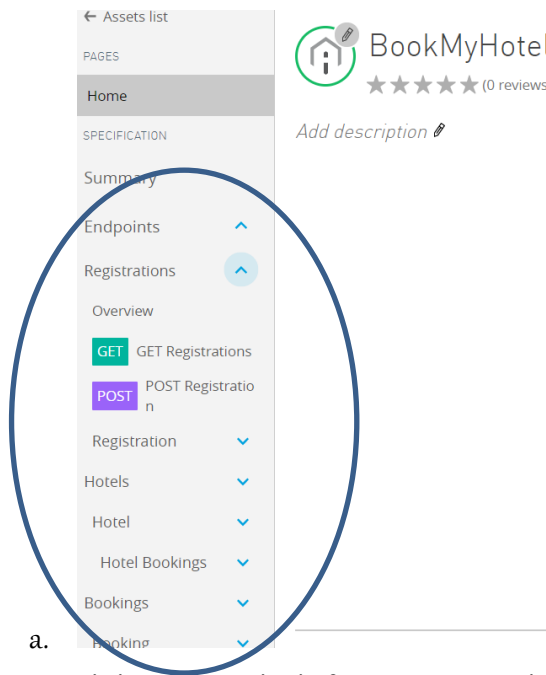 ← Assets list
PAGES
Home
SPECIFICATION
Summary
Endpoints
Registrations
Overview
GET GET Registrations
POST POST Registratio
n
Registration
Hotels
Hotel
Hotel Bookings
Bookings
Booking
a.
BookMyHotel
(0 reviews
Add description